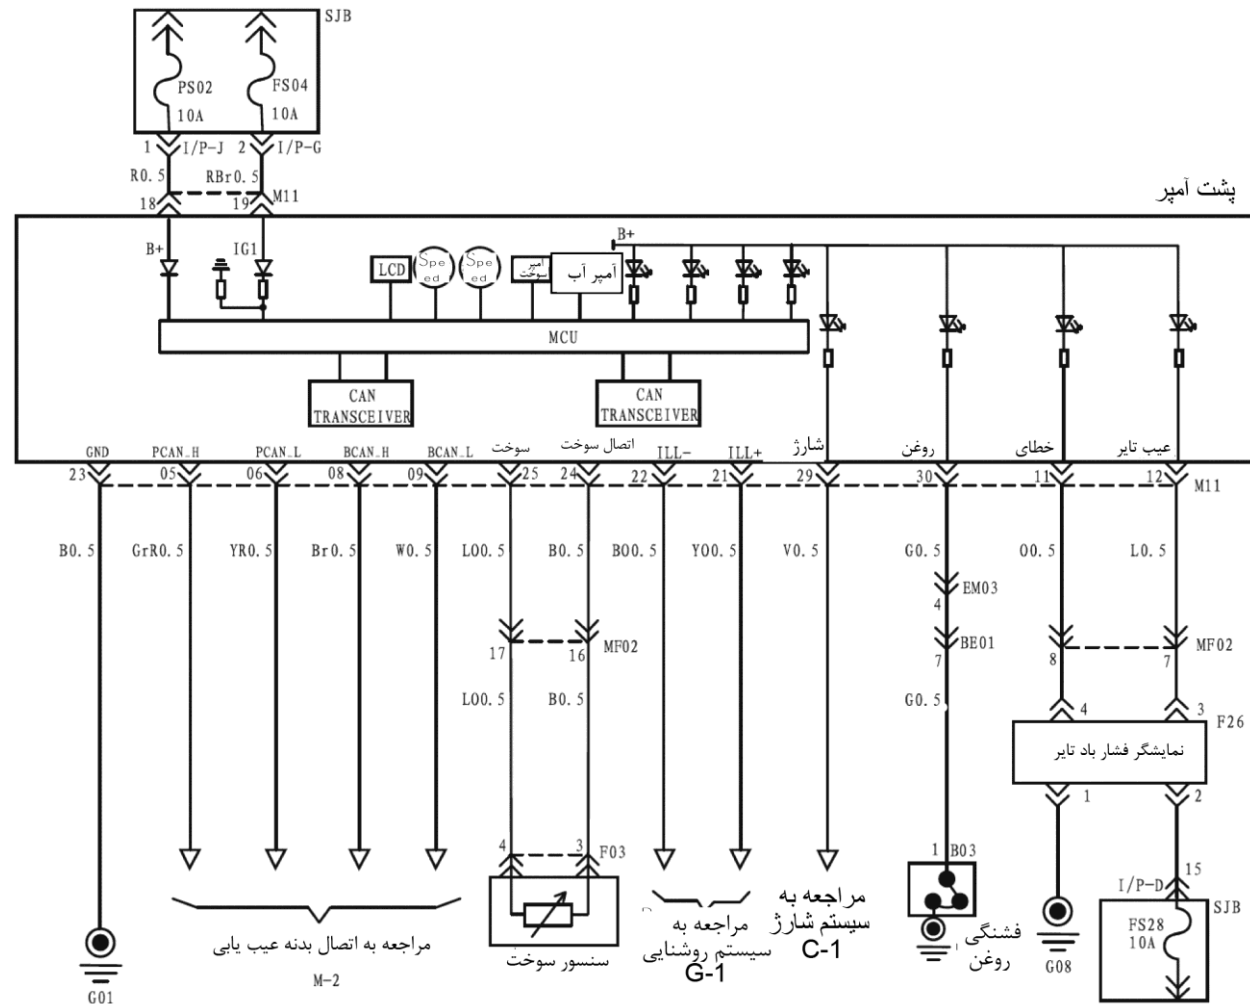 SJB
PS02 FS04
10A 10A
1 I/P-J 2 I/P-G
R0.5 RBr0.5
18 19 M11
پشت آمپر
B+ IG1 B+
LCD Spe ed Spe ed آمپر سوخت آمپر آب
MCU
CAN TRANSCEIVER CAN TRANSCEIVER
GND PCAN_H PCAN_L BCAN_H BCAN_L سوخت اتصال سوخت ILL- ILL+ شارژ روغن خطای عیب تایر
23 05 06 08 09 25 24 22 21 29 30 11 12 M11
B0.5 GrR0.5 YR0.5 Br0.5 W0.5 LO0.5 B0.5 BO0.5 YO0.5 V0.5 G0.5 O0.5 L0.5
4 EM03
17 16 MF02 7 BE01 8 7 MF02
LO0.5 B0.5 G0.5
4 3 F26
نمایشگر فشار باد تایر
1 2
4 3 F03 1 B03
I/P-D 15
SJB
FS28
10A
مراجعه به اتصال بدنه عیب یابی
M-2
سنسور سوخت
مراجعه به
سیستم روشنایی
G-1
مراجعه به
سیستم شارژ
C-1
فشنگی
روغن
G01
G08